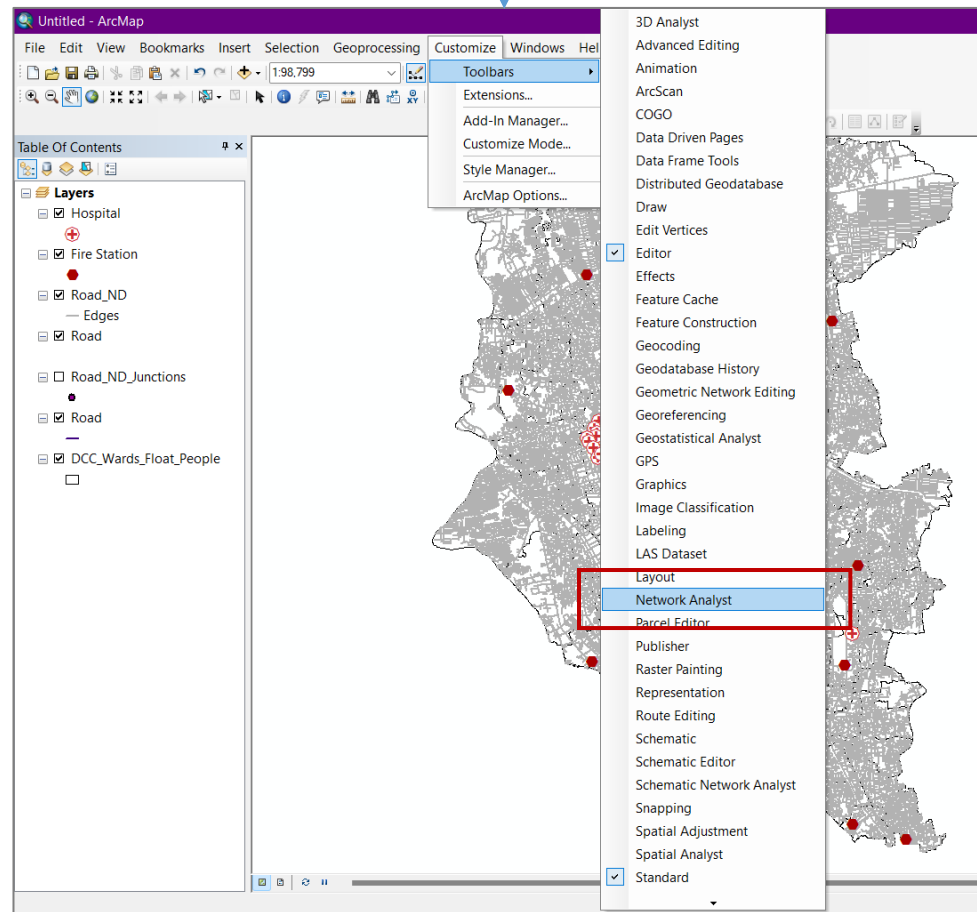 Untitled - ArcMap
File Edit View Bookmarks Insert Selection Geoprocessing Customize Windows Hel
1:98,799
Toolbars
Extensions...
Add-In Manager...
Customize Mode...
Style Manager...
ArcMap Options...
3D Analyst
Advanced Editing
Animation
ArcScan
COGO
Data Driven Pages
Data Frame Tools
Distributed Geodatabase
Draw
Edit Vertices
Editor
Effects
Feature Cache
Feature Construction
Geocoding
Geodatabase History
Geometric Network Editing
Georeferencing
Geostatistical Analyst
GPS
Graphics
Image Classification
Labeling
LAS Dataset
Layout
Network Analyst
Parcel Editor
Publisher
Raster Painting
Representation
Route Editing
Schematic
Schematic Editor
Schematic Network Analyst
Snapping
Spatial Adjustment
Spatial Analyst
Standard
Table Of Contents
Layers
Hospital
Fire Station
Road_ND
Edges
Road
Road_ND_Junctions
Road
DCC_Wards_Float_People